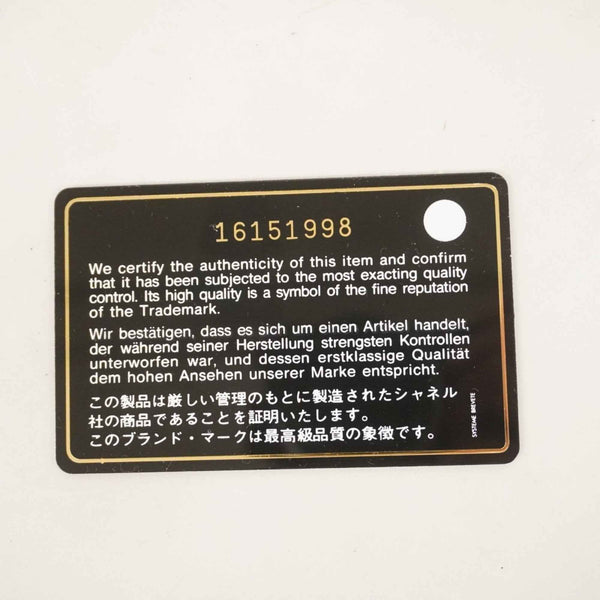 16151998
We certify the authenticity of this item and confirm
that it has been subjected to the most exacting quality
control. Its high quality is a symbol of the fine reputation
of the Trademark.
Wir bestätigen, dass es sich um einen Artikel handelt,
der während seiner Herstellung strengsten Kontrollen
unterworfen war, und dessen erstklassige Qualität
dem hohen Ansehen unserer Marke entspricht.
この製品は厳しい管理のもとに製造されたシャネル
社の商品であることを証明いたします。
このブランド・マークは最高級品質の象徴です。
SYSTEME BREVETE